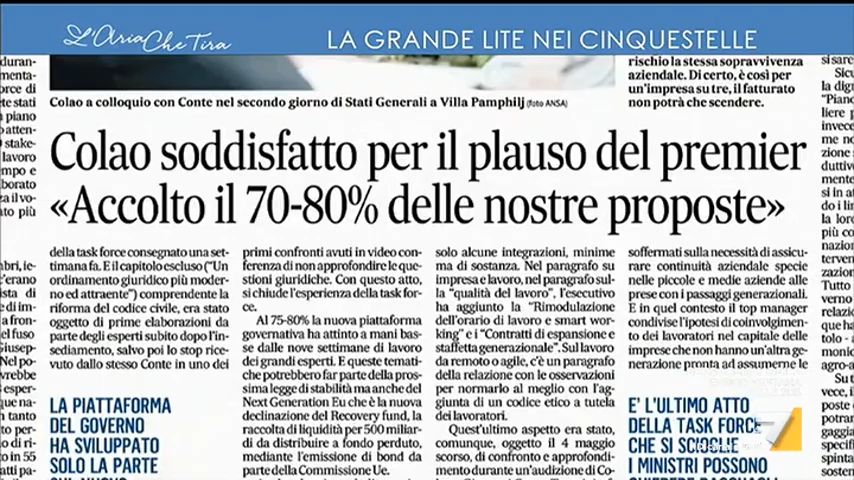 L'Aria Che Tira
LA GRANDE LITE NEI CINQUESTELLE
Colao a colloquio con Conte nel secondo giorno di Stati Generali a Villa Pamphilj (foto ANSA)
rischio la stessa sopravvivenza
aziendale. Di certo, è così per
un'impresa su tre, il fatturato
non potrà che scendere.
Colao soddisfatto per il plauso del premier
«Accolto il 70-80% delle nostre proposte»
della task force consegnato una set-
timana fa. E il capitolo escluso ("Un
ordinamento giuridico più moder-
no ed attraente") comprendente la
riforma del codice civile, era stato
oggetto di prime elaborazioni da
parte degli esperti subito dopo l'in-
sediamento, salvo poi lo stop rice-
vuto dallo stesso Conte in uno dei
LA PIATTAFORMA
DEL GOVERNO
HA SVILUPPATO
SOLO LA PARTE
primi confronti avuti in video con-
ferenza di non approfondire le que-
stioni giuridiche. Con questo atto,
si chiude l'esperienza della task for-
ce.
Al 75-80% la nuova piattaforma
governativa ha attinto a mani bas-
se dalle nove settimane di lavoro
dei grandi esperti. E queste temati-
che potrebbero far parte della pros-
sima legge di stabilità ma anche del
Next Generation Eu che è la nuova
declinazione del Recovery fund, la
raccolta di liquidità per 500 miliar-
di da distribuire a fondo perduto,
mediante l'emissione di bond da
parte della Commissione Ue.
solo alcune integrazioni, minime
ma di sostanza. Nel paragrafo su
impresa e lavoro, nel paragrafo sul-
la "qualità del lavoro", l'esecutivo
ha aggiunto la "Rimodulazione
dell'orario di lavoro e smart wor-
king" e "Contratti di espansione e
staffetta generazionale". Sul lavoro
da remoto o agile, c'è un paragrafo
della relazione con le osservazioni
per normarlo al meglio con l'ag-
giunta di un codice etico a tutela
dei lavoratori.
Quest'ultimo aspetto era stato,
comunque, oggetto il 4 maggio
scorso, di confronto e approfondi-
mento durante un'audizione di Co-
soffermati sulla necessità di assicu-
rare continuità aziendale specie
nelle piccole e medie aziende alle
prese con i passaggi generazionali.
E in quel contesto il top manager
condivise l'ipotesi di coinvolgimen-
to dei lavoratori nel capitale delle
imprese che non hanno un'altra ge-
nerazione pronta ad assumere le
E' L'ULTIMO ATTO
DELLA TASK FORCE
CHE SI
I MINISTRI POSSONO